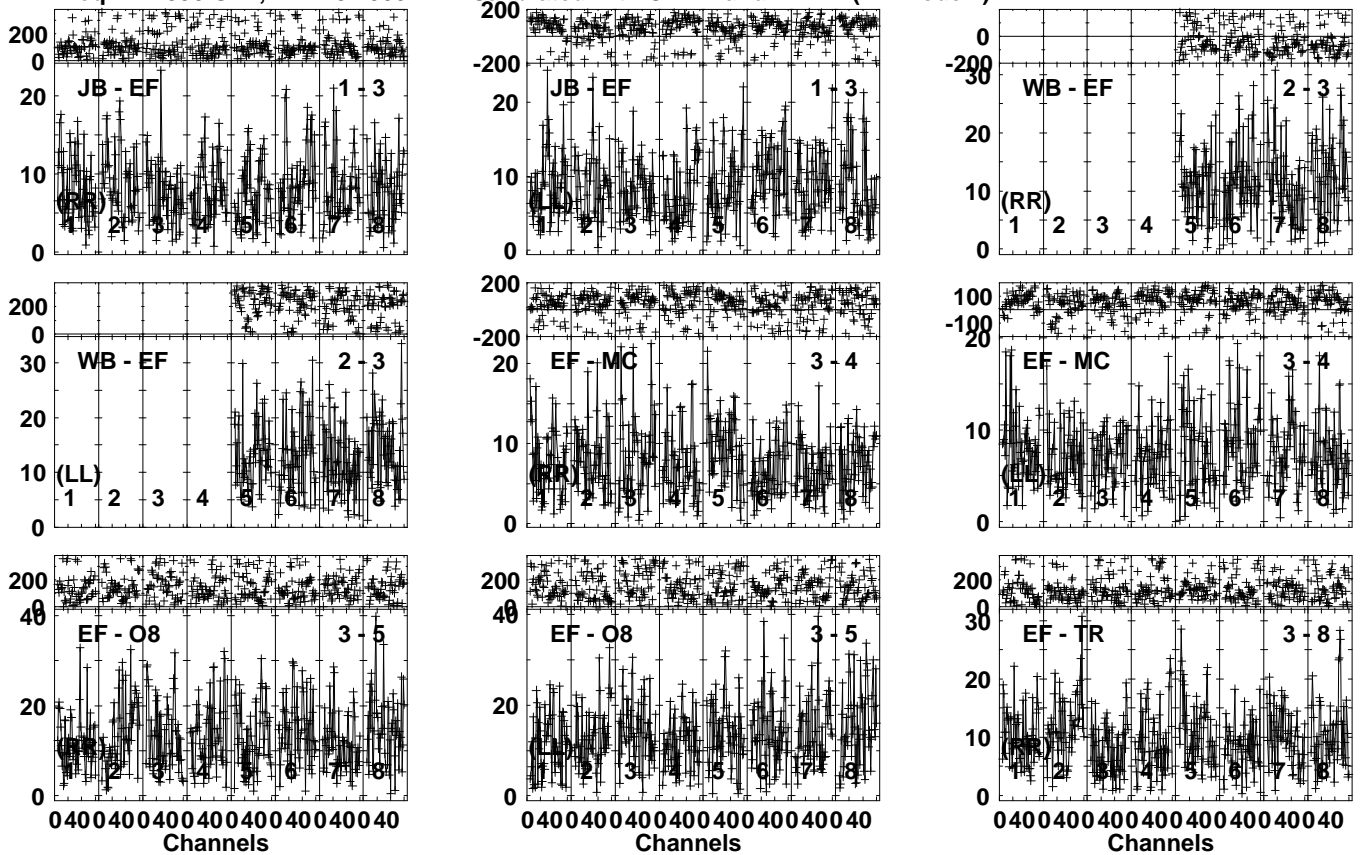 200 0 200 -200 0 -200
JB - EF 1 - 3 JB - EF 1 - 3 WB - EF 2 - 3
20 10 0 20 10 0 30 20 10 0
(RR) (LL) (RR)
1 2 3 4 5 6 7 8 1 2 3 4 5 6 7 8 1 2 3 4 5 6 7 8
200 0 200 -200 100 -100
WB - EF 2 - 3 EF - MC 3 - 4 EF - MC 3 - 4
30 20 10 0 20 10 0 20 10 0
(LL) (RR) (LL)
1 2 3 4 5 6 7 8 1 2 3 4 5 6 7 8 1 2 3 4 5 6 7 8
200 0 200 0 200 0
EF - O8 3 - 5 EF - O8 3 - 5 EF - TR 3 - 8
40 20 0 40 20 0 30 20 10 0
(RR) (LL) (RR)
1 2 3 4 5 6 7 8 1 2 3 4 5 6 7 8 1 2 3 4 5 6 7 8
0 40 0 40 0 40 0 40 0 40 0 40 0 40 0 40 0 40 0 40 0 40 0 40 0 40 0 40 0 40 0 40 0 40 0 40 0 40 0 40 0 40 0 40 0 40 0 40
Channels Channels Channels